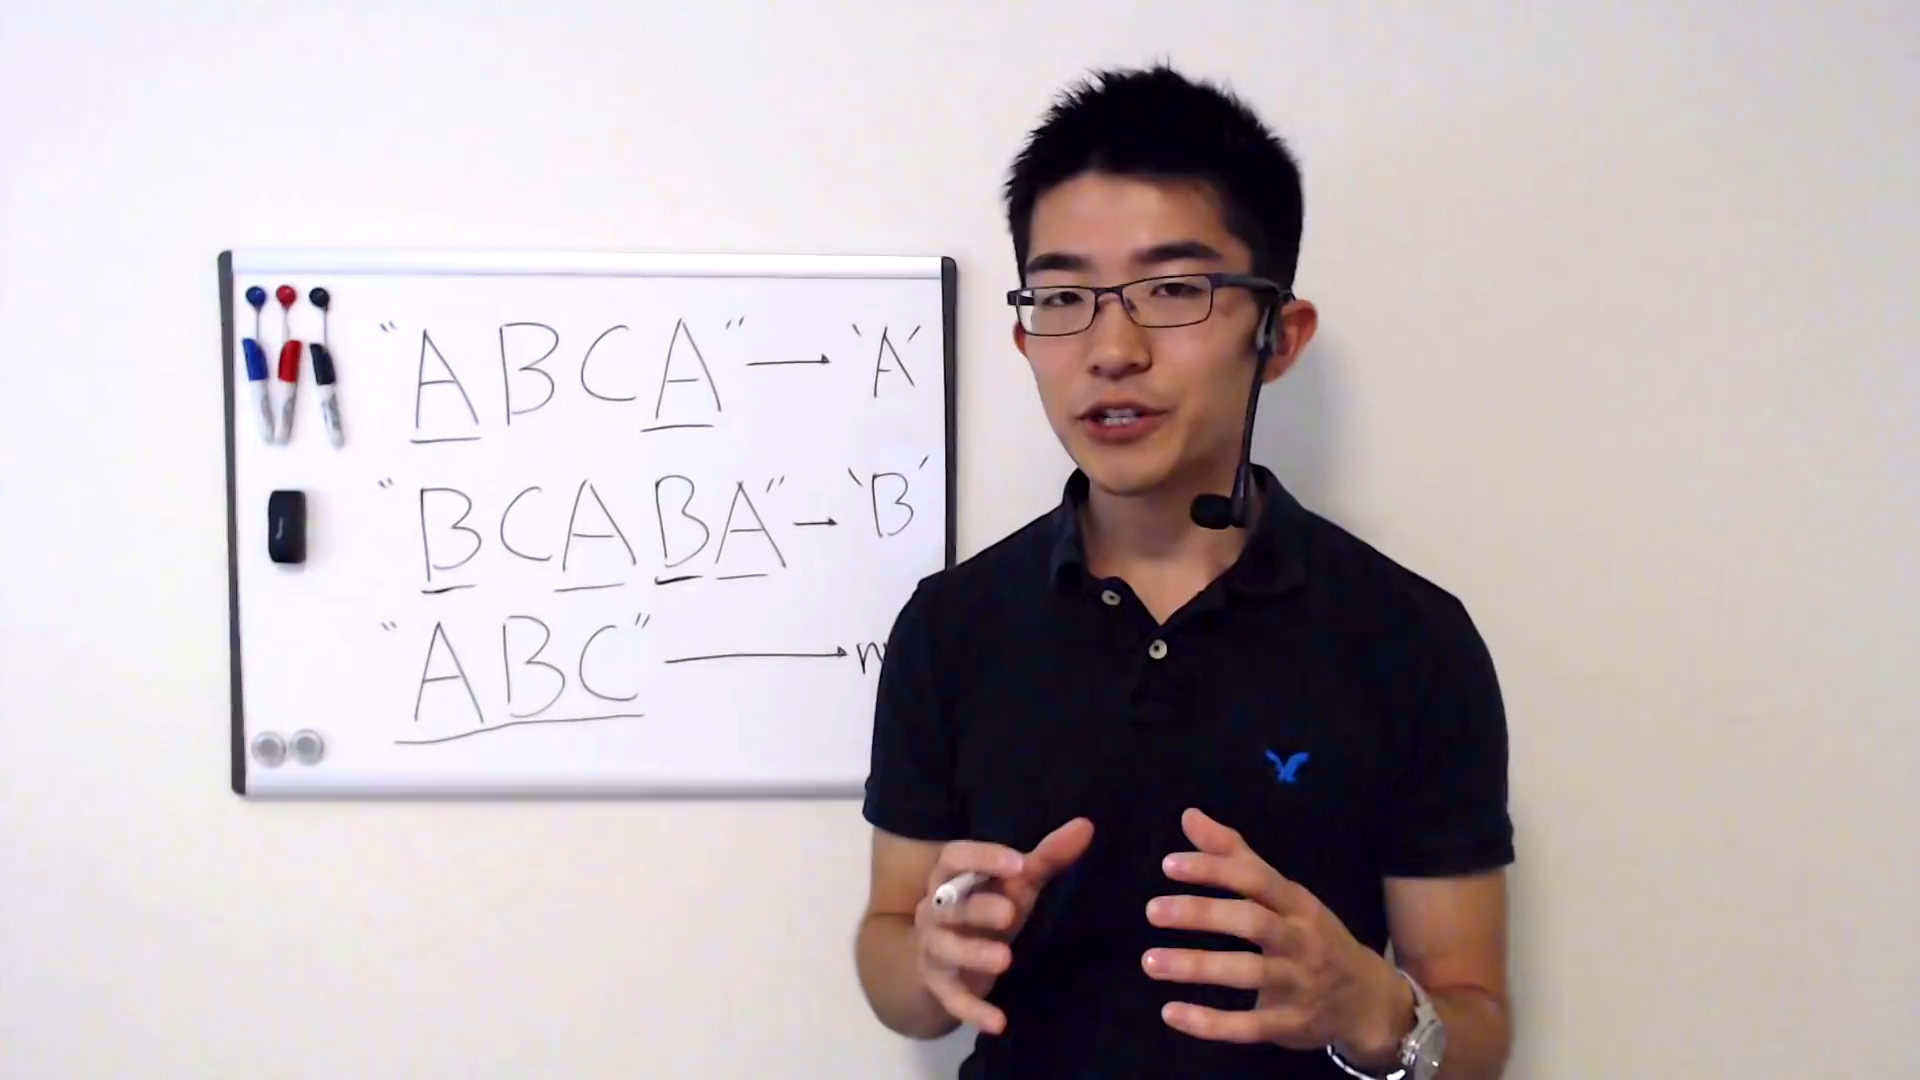 "ABCA" → 'A'
"BCABA" → 'B'
"ABC" →